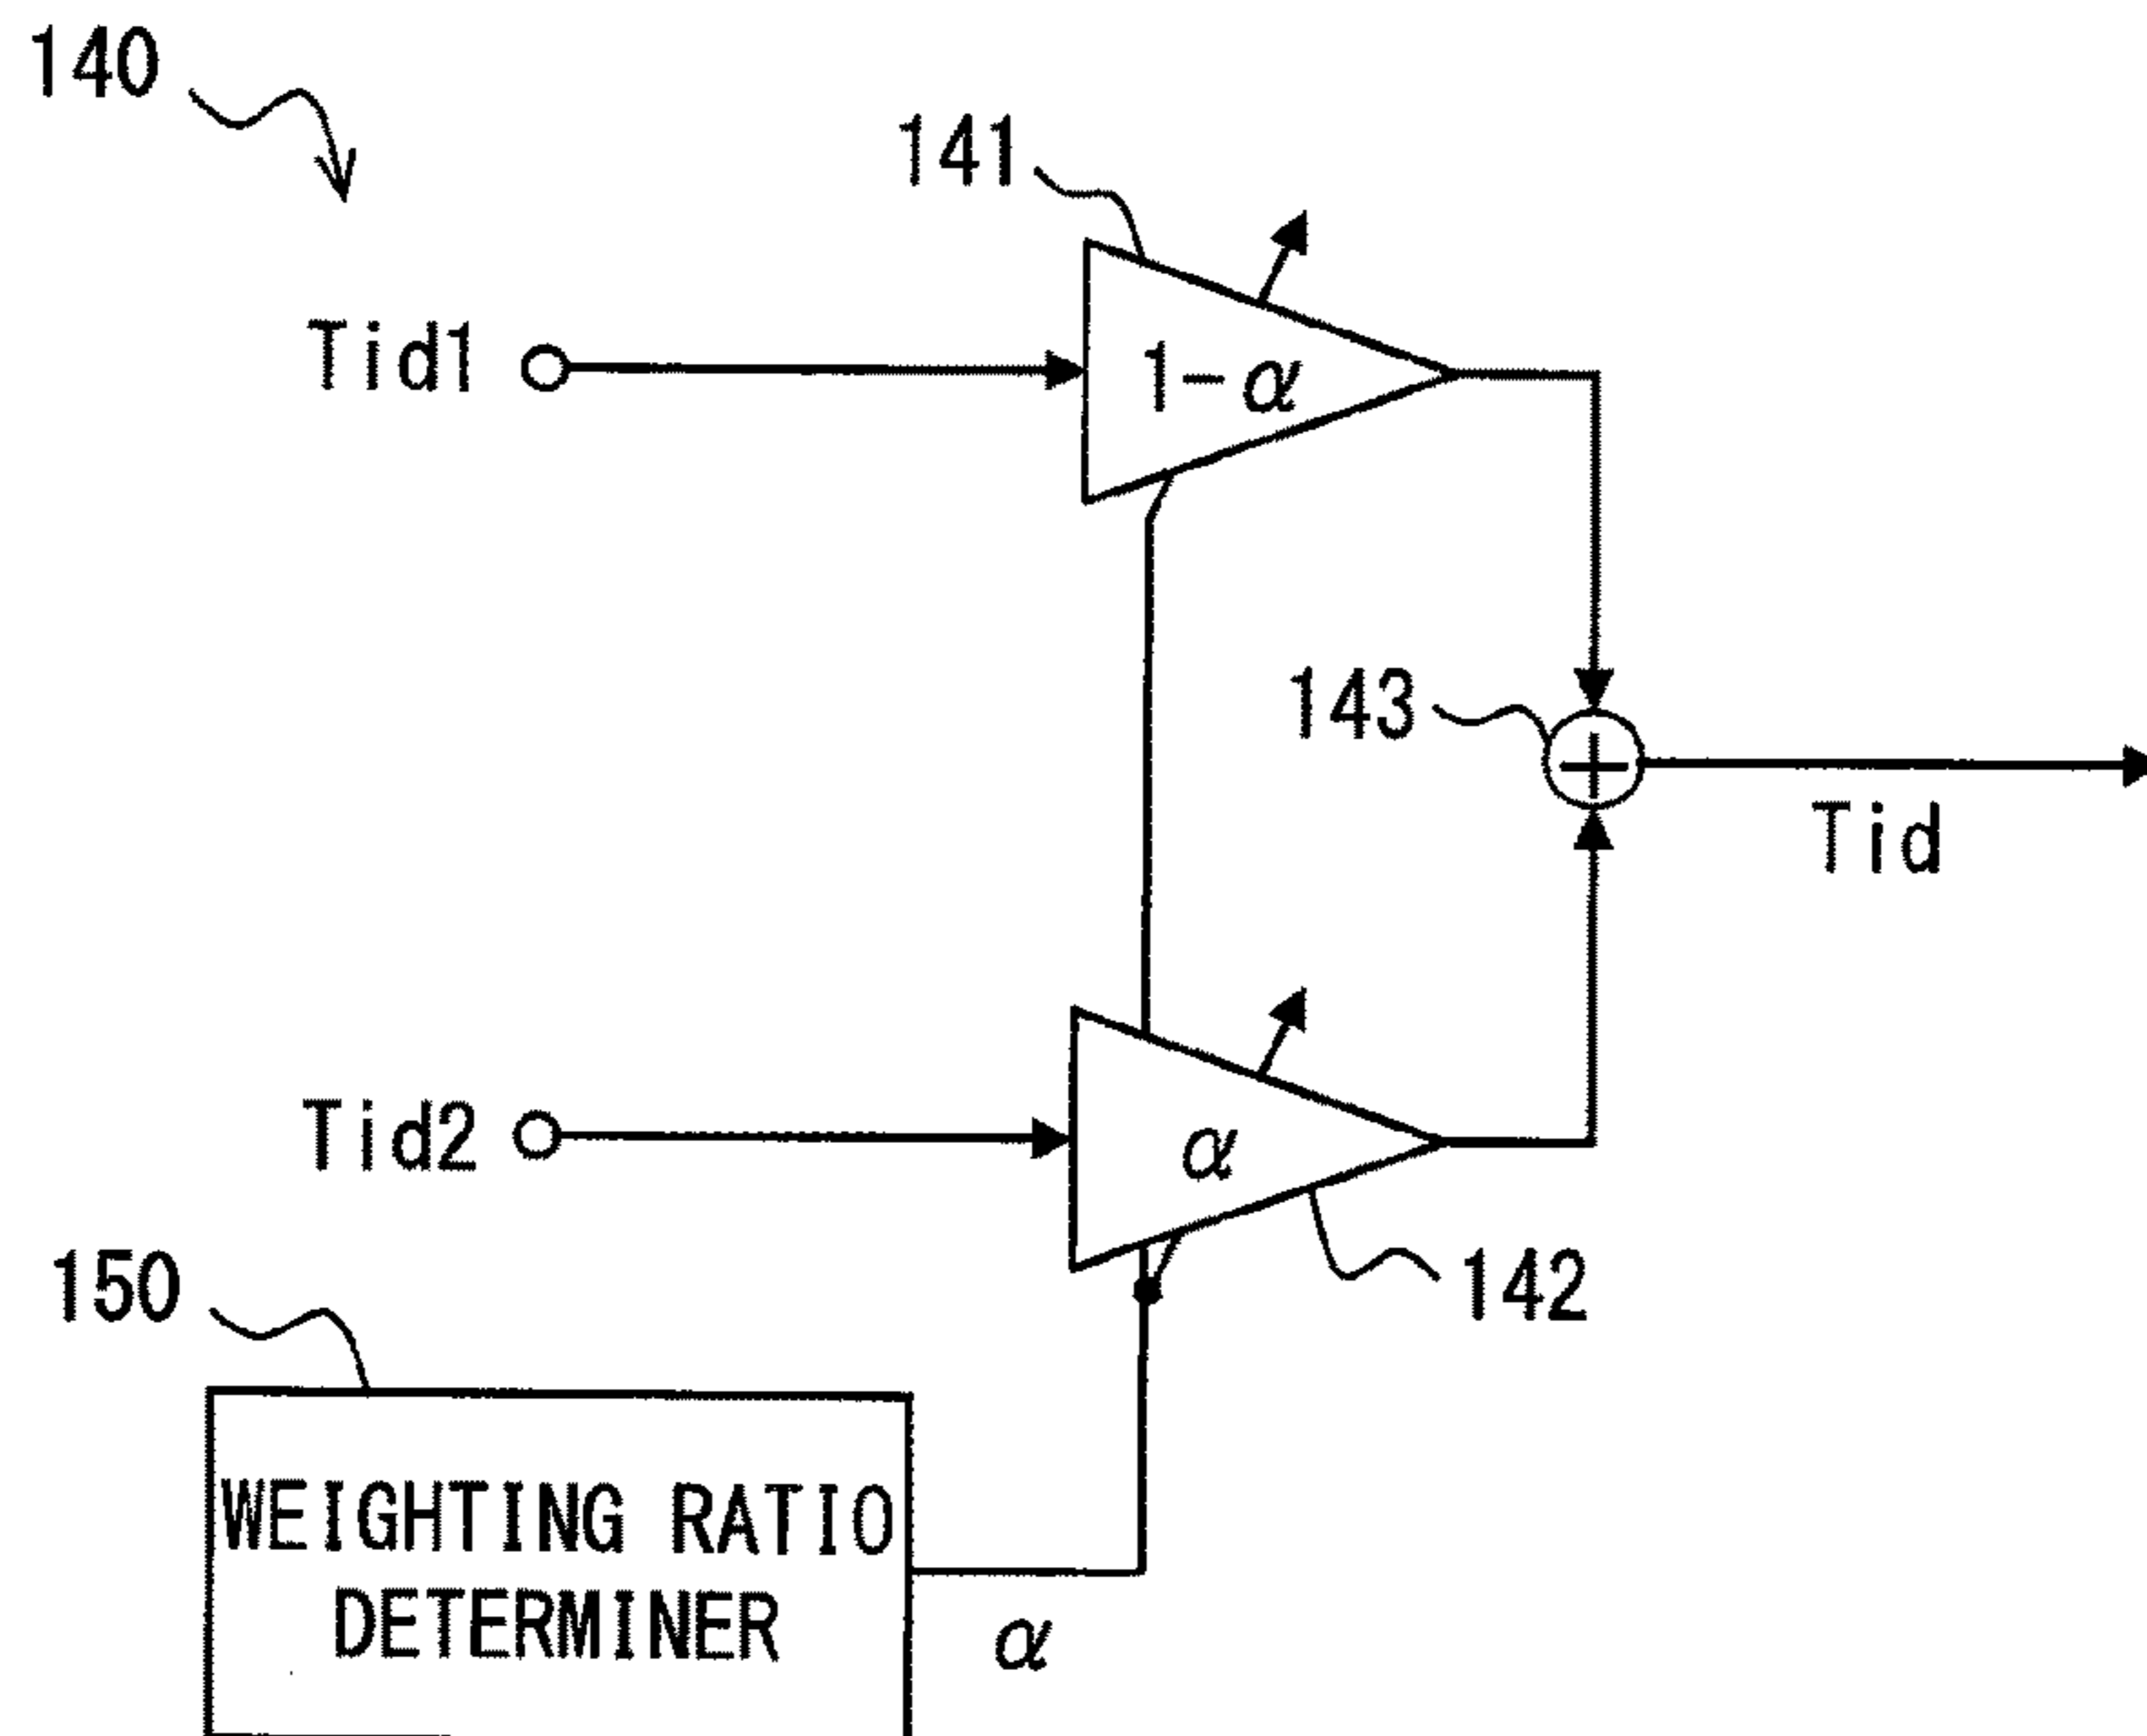 140
141
Tid1
1-α
143
Tid
Tid2
α
150
142
WEIGHTING RATIO
DETERMINER
α